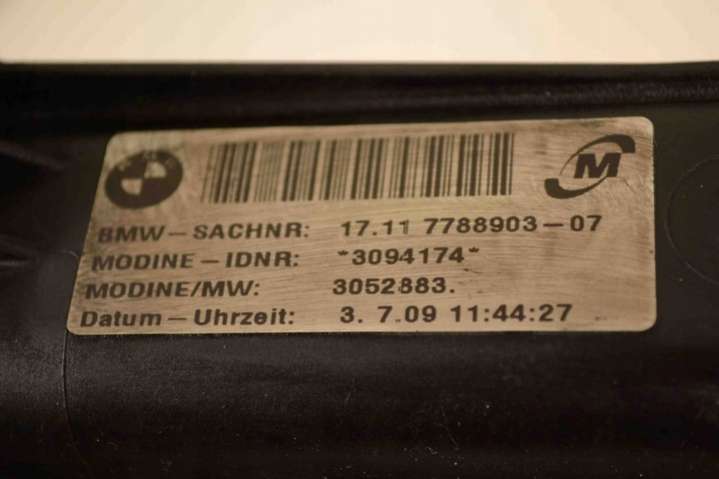 M
BMW-SACHNR: 17.11 7788903-07
MODINE-IDNR: *3094174*
MODINE/MW: 3052883.
Datum-Uhrzeit: 3. 7.09 11:44:27